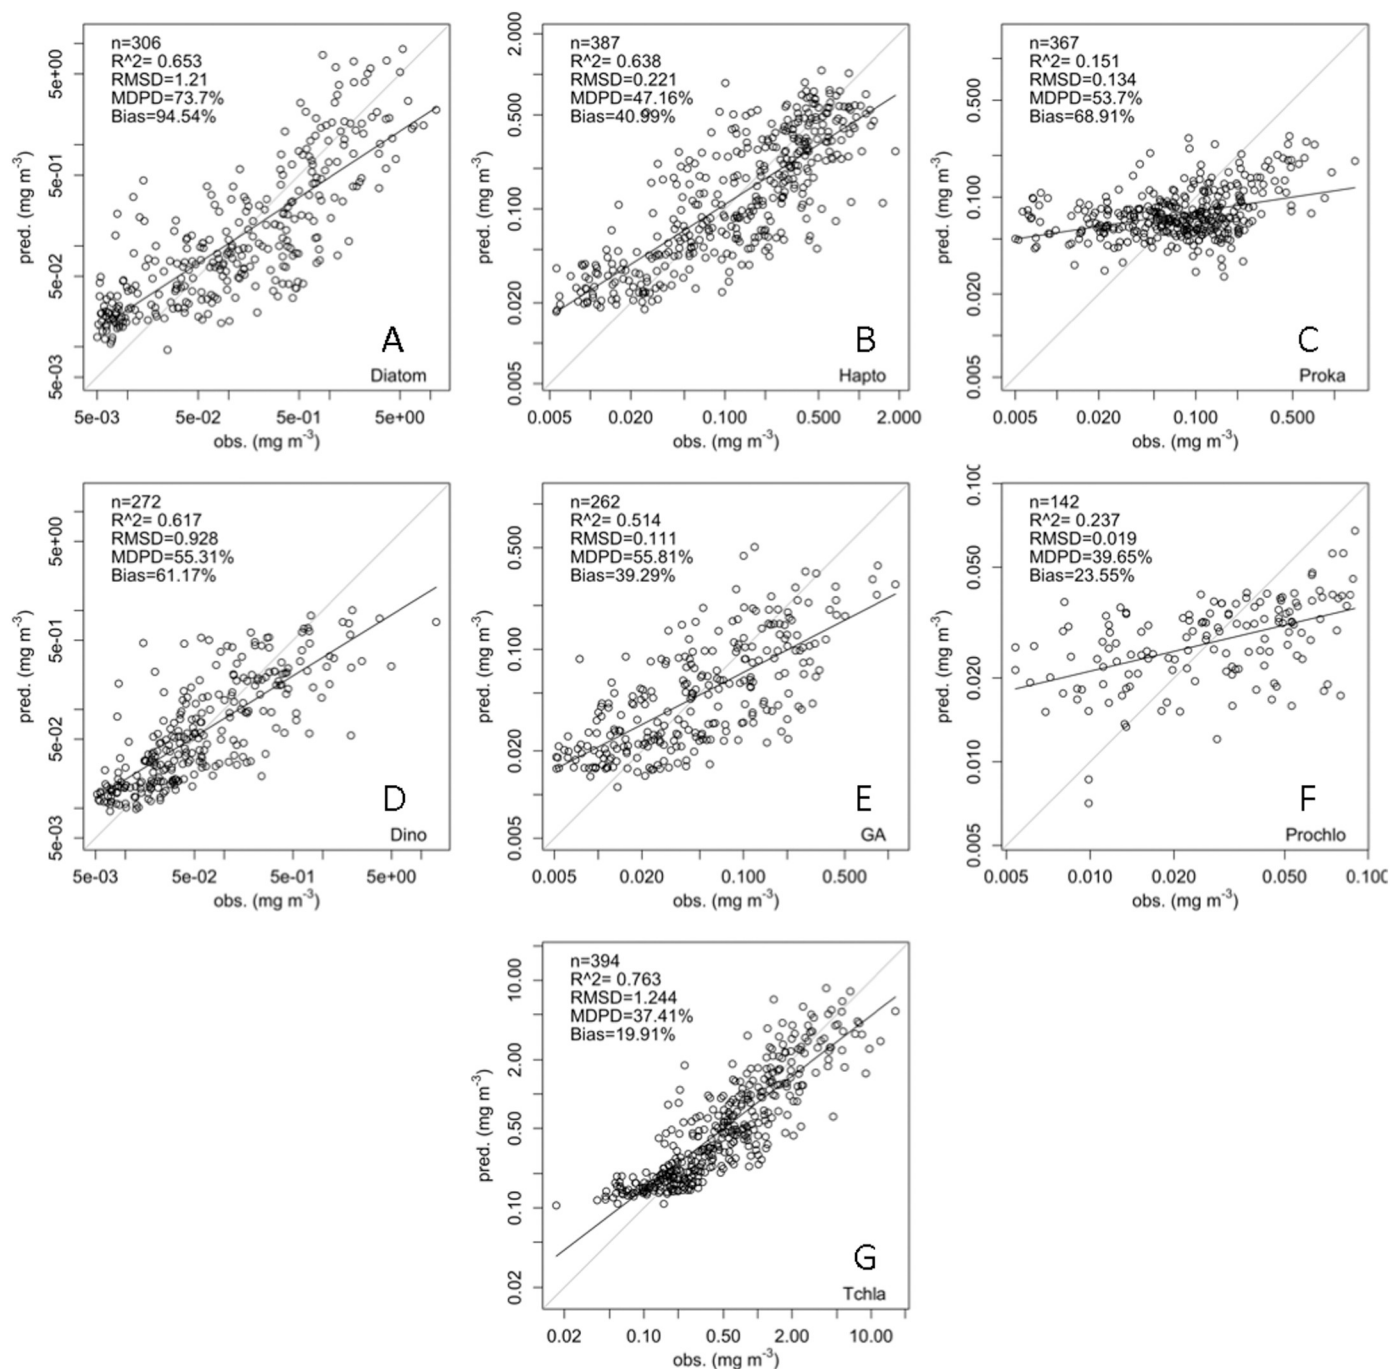 n=306
R^2= 0.653
RMSD=1.21
MDPD=73.7%
Bias=94.54%
pred. (mg m-3)
5e+00
5e-01
5e-02
5e-03
A
Diatom
5e-03 5e-02 5e-01 5e+00
obs. (mg m-3)
n=387
R^2= 0.638
RMSD=0.221
MDPD=47.16%
Bias=40.99%
pred. (mg m-3)
2.000
0.500
0.100
0.020
0.005
B
Hapto
0.005 0.020 0.100 0.500 2.000
obs. (mg m-3)
n=367
R^2= 0.151
RMSD=0.134
MDPD=53.7%
Bias=68.91%
pred. (mg m-3)
0.500
0.100
0.020
0.005
C
Proka
0.005 0.020 0.100 0.500
obs. (mg m-3)
n=272
R^2= 0.617
RMSD=0.928
MDPD=55.31%
Bias=61.17%
pred. (mg m-3)
5e+00
5e-01
5e-02
5e-03
D
Dino
5e-03 5e-02 5e-01 5e+00
obs. (mg m-3)
n=262
R^2= 0.514
RMSD=0.111
MDPD=55.81%
Bias=39.29%
pred. (mg m-3)
0.500
0.100
0.020
0.005
E
GA
0.005 0.020 0.100 0.500
obs. (mg m-3)
n=142
R^2= 0.237
RMSD=0.019
MDPD=39.65%
Bias=23.55%
pred. (mg m-3)
0.100
0.050
0.020
0.010
0.005
F
Prochlo
0.005 0.010 0.020 0.050 0.100
obs. (mg m-3)
n=394
R^2= 0.763
RMSD=1.244
MDPD=37.41%
Bias=19.91%
pred. (mg m-3)
10.00
2.00
0.50
0.10
0.02
G
Tchla
0.02 0.10 0.50 2.00 10.00
obs. (mg m-3)